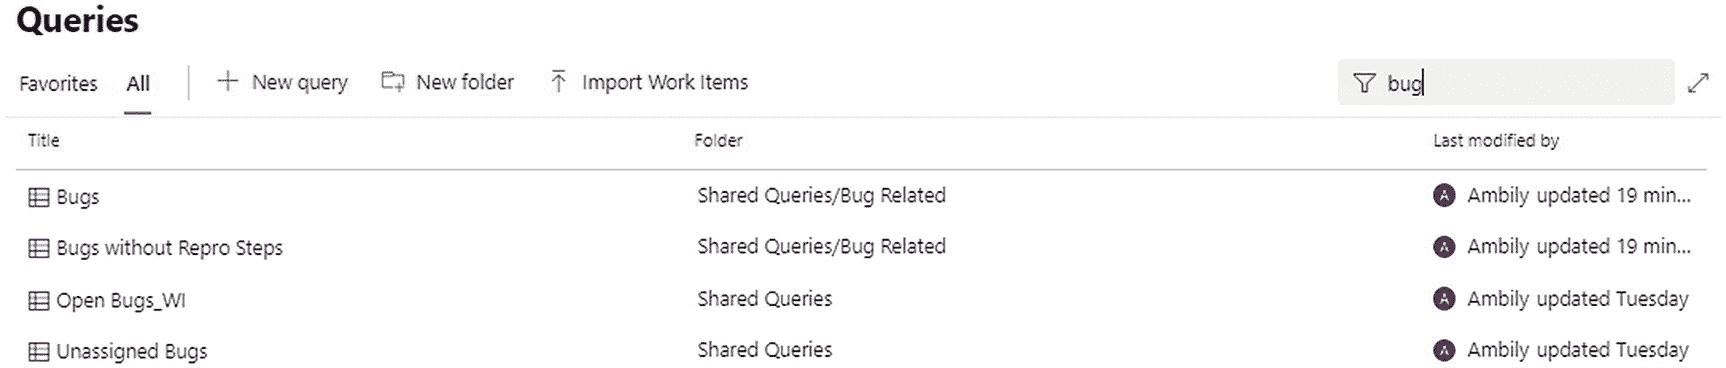 Queries
Favorites All New query New folder Import Work Items bug
Title Folder Last modified by
Bugs Shared Queries/Bug Related A Ambily updated 19 min...
Bugs without Repro Steps Shared Queries/Bug Related A Ambily updated 19 min...
Open Bugs_WI Shared Queries A Ambily updated Tuesday
Unassigned Bugs Shared Queries A Ambily updated Tuesday